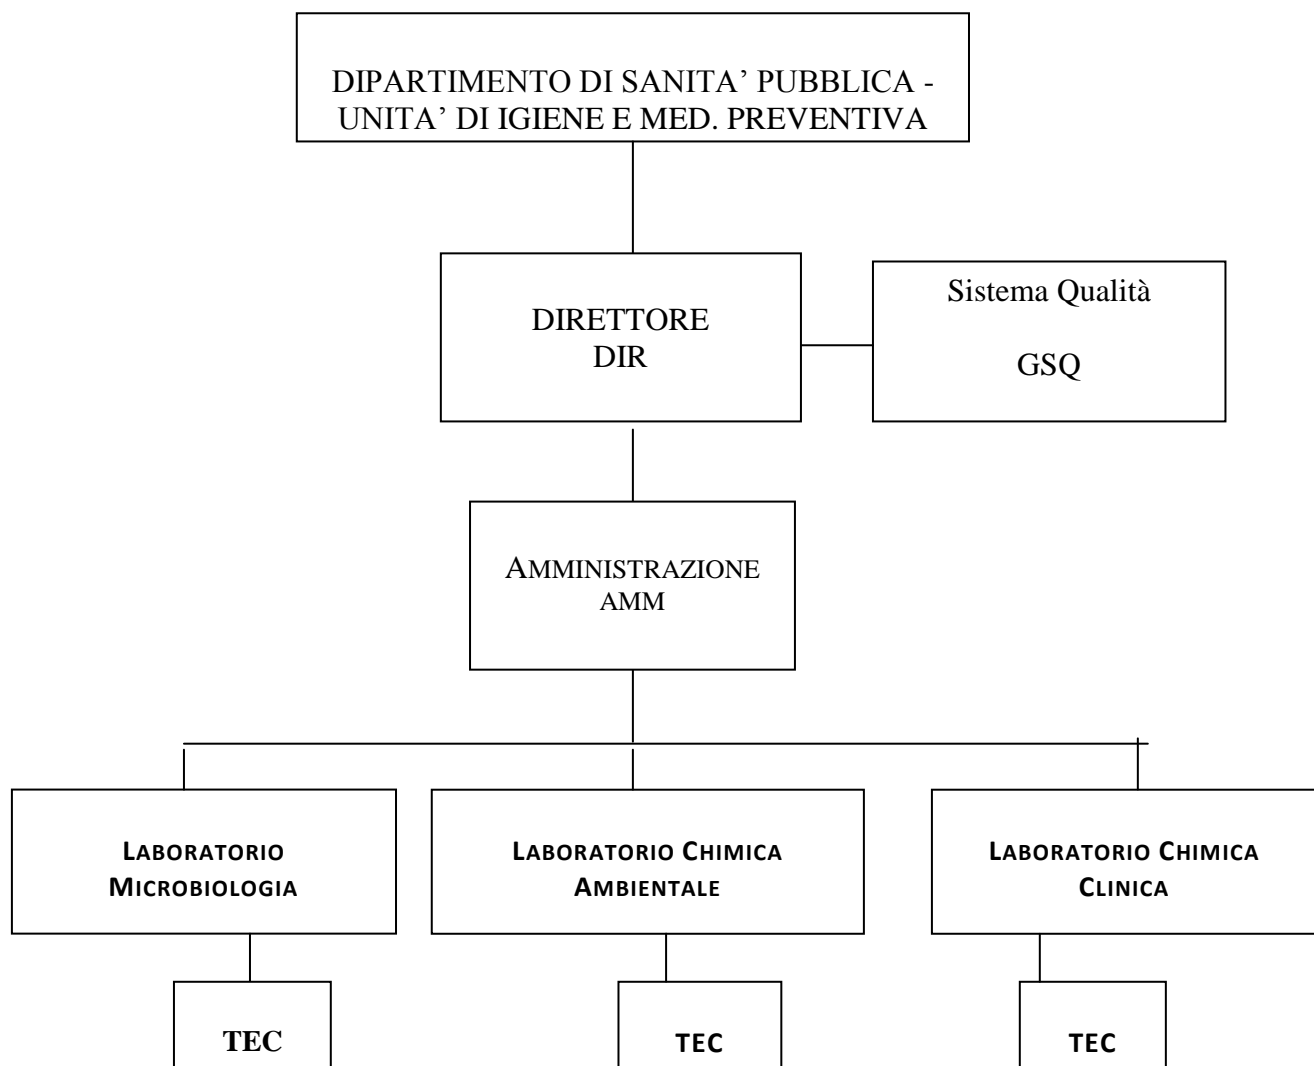 DIPARTIMENTO DI SANITA’ PUBBLICA -
UNITA’ DI IGIENE E MED. PREVENTIVA
DIRETTORE
DIR
Sistema Qualità
GSQ
AMMINISTRAZIONE
AMM
LABORATORIO
MICROBIOLOGIA
LABORATORIO CHIMICA
AMBIENTALE
LABORATORIO CHIMICA
CLINICA
TEC
TEC
TEC